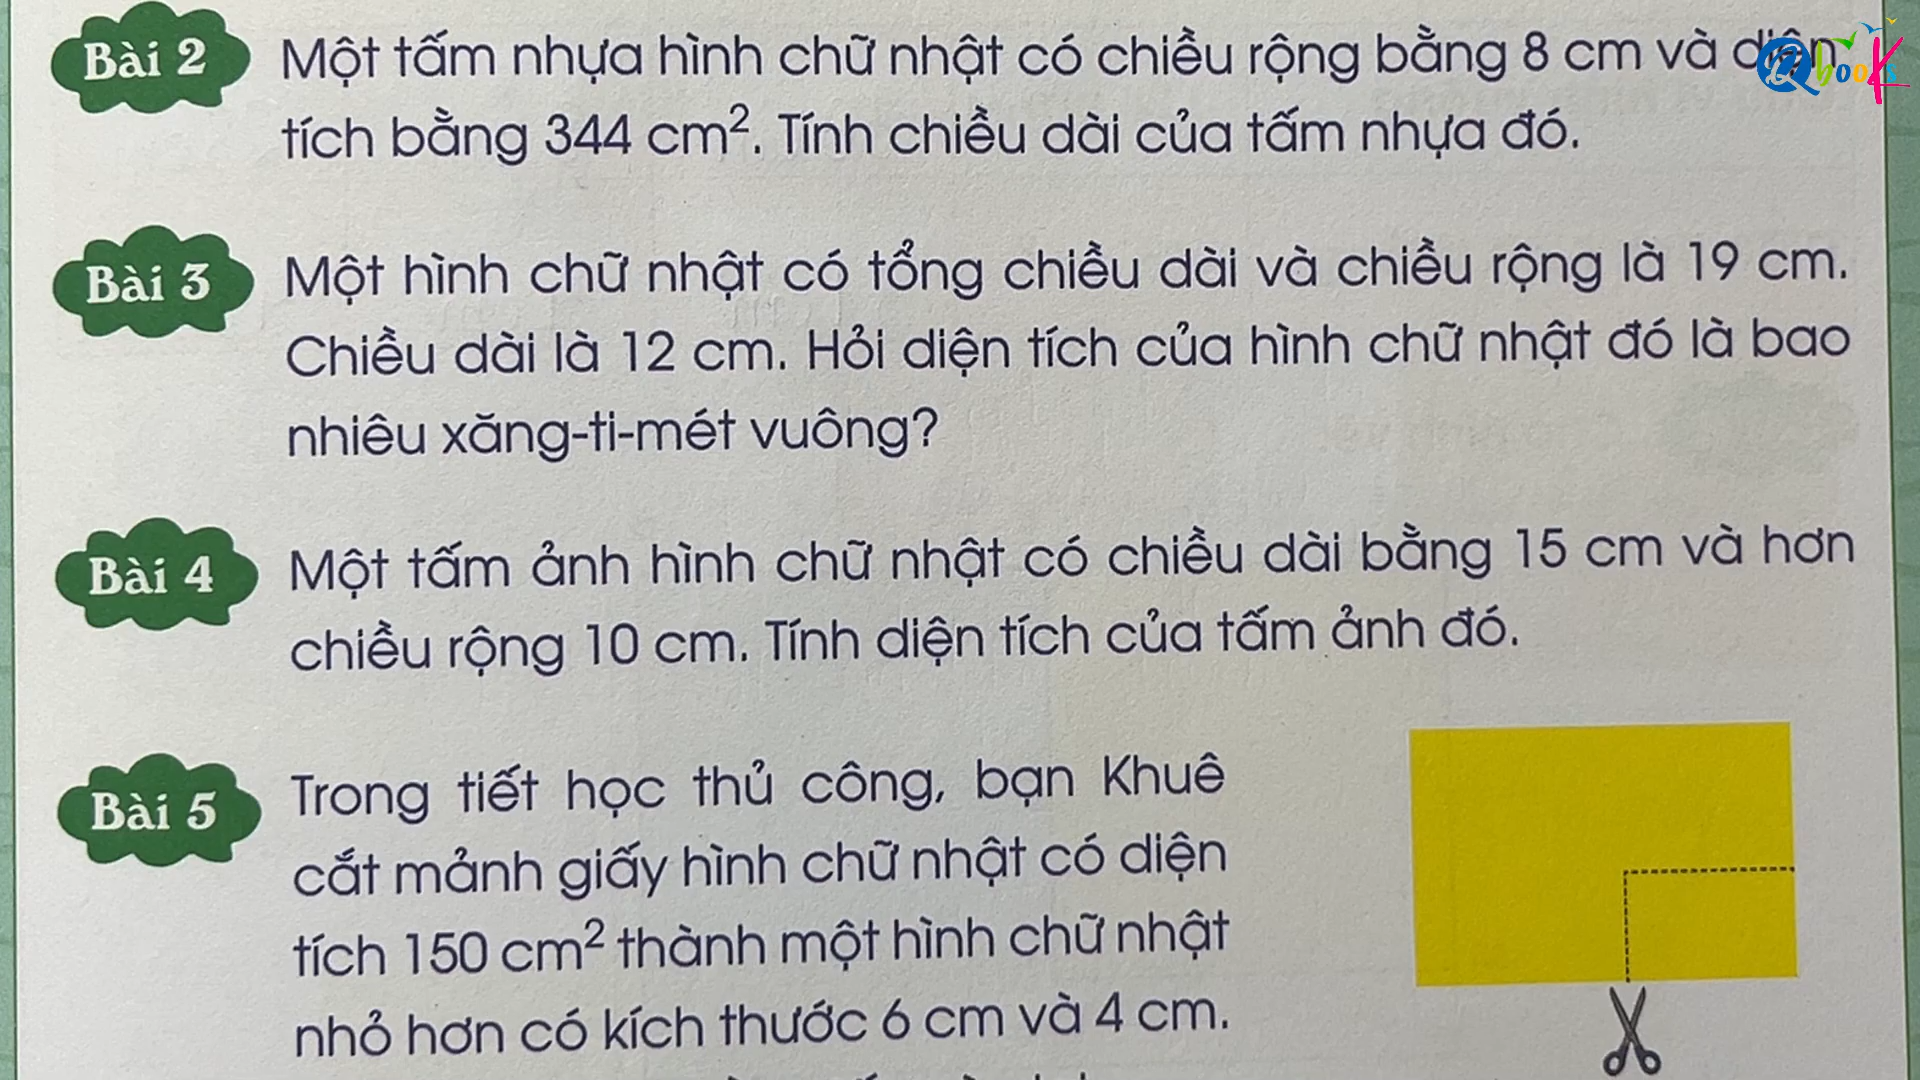 Bài 2 Một tấm nhựa hình chữ nhật có chiều rộng bằng 8 cm và diện
tích bằng 344 cm². Tính chiều dài của tấm nhựa đó.
Qbooks
Bài 3 Một hình chữ nhật có tổng chiều dài và chiều rộng là 19 cm.
Chiều dài là 12 cm. Hỏi diện tích của hình chữ nhật đó là bao
nhiêu xăng-ti-mét vuông?
Bài 4 Một tấm ảnh hình chữ nhật có chiều dài bằng 15 cm và hơn
chiều rộng 10 cm. Tính diện tích của tấm ảnh đó.
Bài 5 Trong tiết học thủ công, bạn Khuê
cắt mảnh giấy hình chữ nhật có diện
tích 150 cm² thành một hình chữ nhật
nhỏ hơn có kích thước 6 cm và 4 cm.